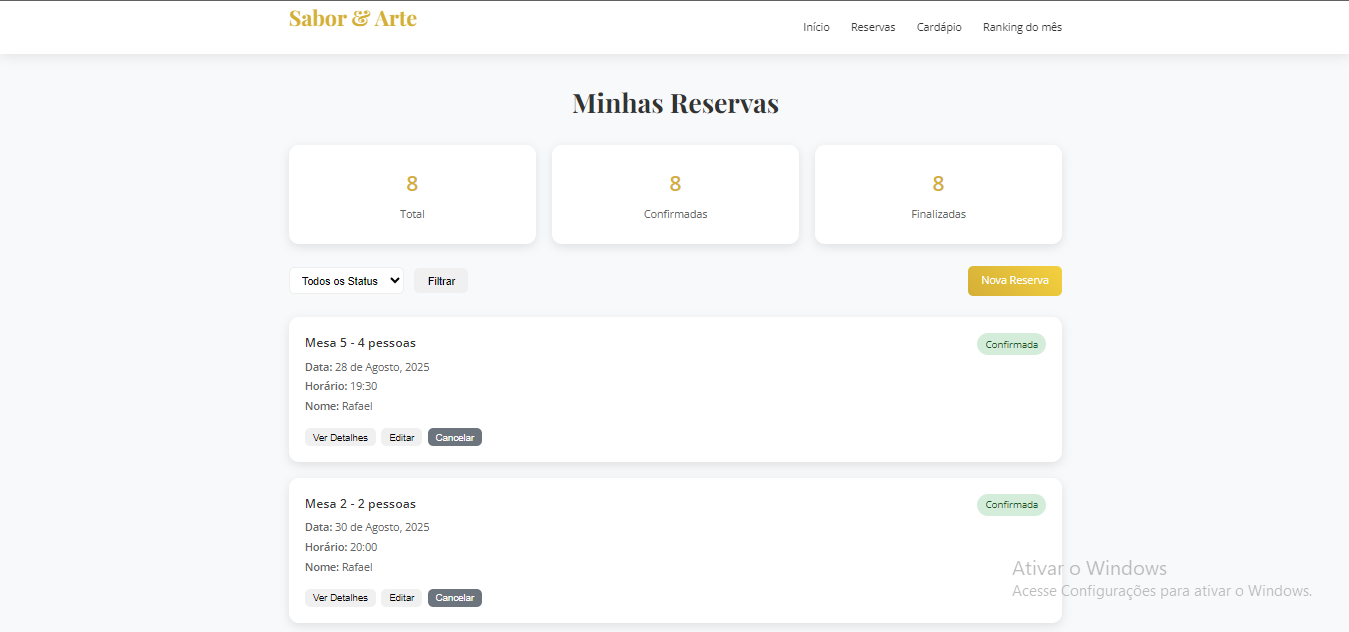 Sabor & Arte
Início Reservas Cardápio Ranking do mês
Minhas Reservas
8 8 8
Total Confirmadas Finalizadas
Todos os Status Filtrar Nova Reserva
Mesa 5 - 4 pessoas Confirmada
Data: 28 de Agosto, 2025
Horário: 19:30
Nome: Rafael
Ver Detalhes Editar Cancelar
Mesa 2 - 2 pessoas Confirmada
Data: 30 de Agosto, 2025
Horário: 20:00
Nome: Rafael
Ver Detalhes Editar Cancelar
Ativar o Windows
Acesse Configurações para ativar o Windows.